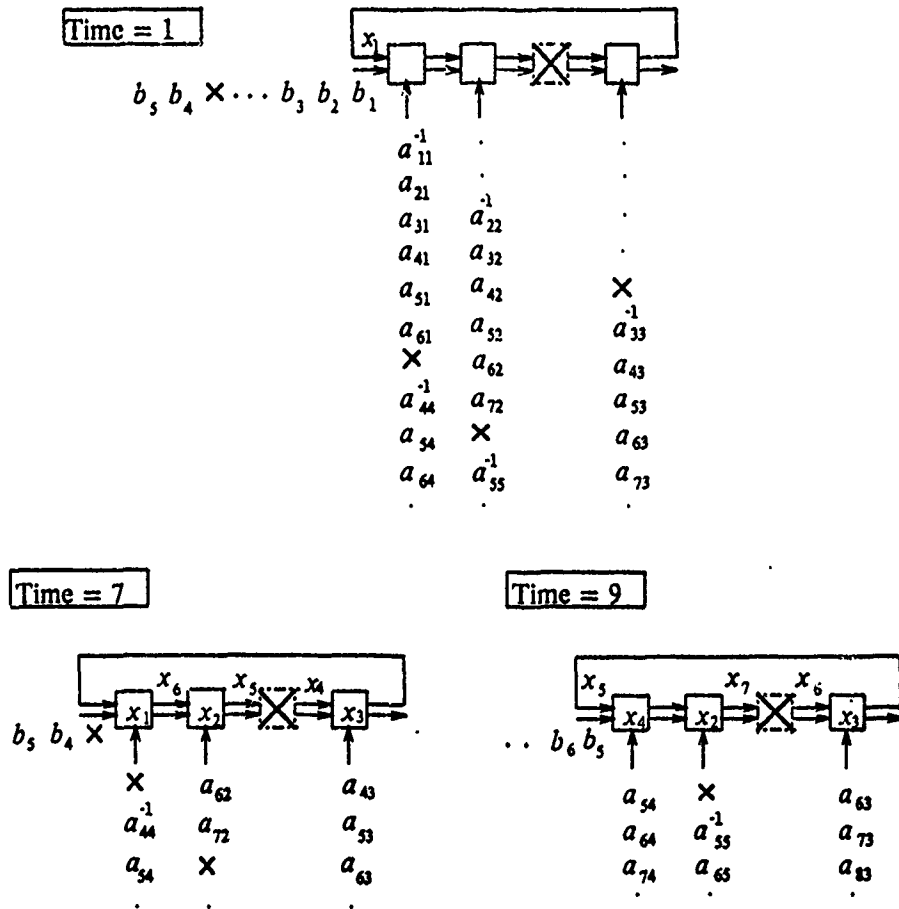 Time = 1
x₁
b₅ b₄ × ··· b₃ b₂ b₁
a₁₁⁻¹ . .
a₂₁ . .
a₃₁ a₂₂⁻¹ .
a₄₁ a₃₂ .
a₅₁ a₄₂ ×
a₆₁ a₅₂ a₃₃⁻¹
× a₆₂ a₄₃
a₄₄⁻¹ a₇₂ a₅₃
a₅₄ × a₆₃
a₆₄ a₅₅⁻¹ a₇₃
. . .
Time = 7
x₆ x₅ x₄
x₁ x₂ x₃
b₅ b₄ ×
× a₆₂ a₄₃
a₄₄⁻¹ a₇₂ a₅₃
a₅₄ × a₆₃
. . .
Time = 9
x₅ x₇ x₆
x₄ x₂ x₃
·· b₆ b₅
a₅₄ × a₆₃
a₆₄ a₅₅⁻¹ a₇₃
a₇₄ a₆₅ a₈₃
. . .